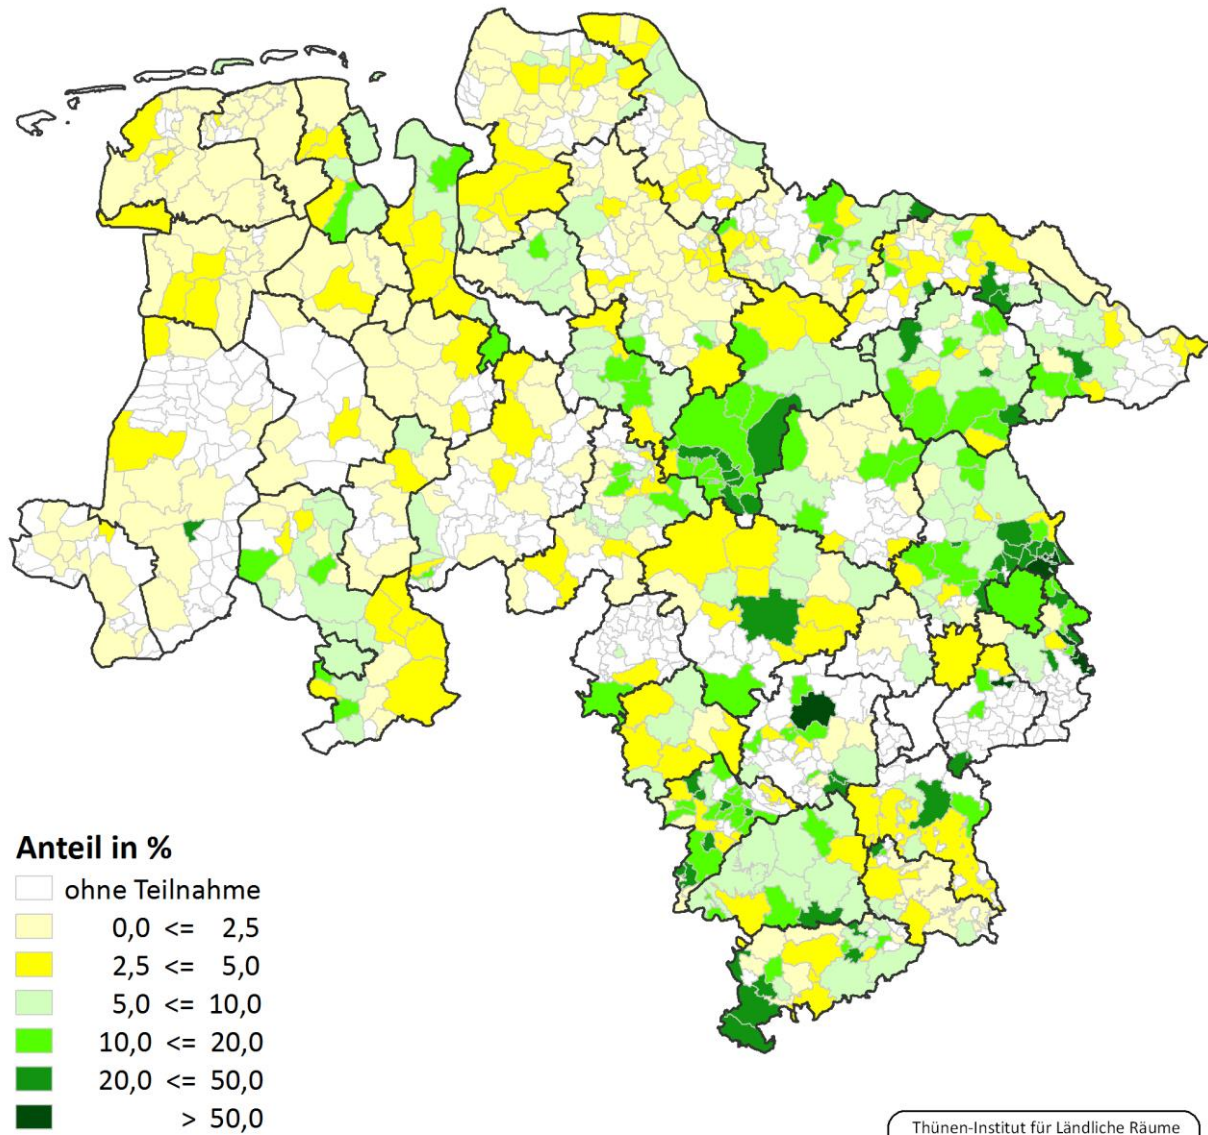 Anteil in %
ohne Teilnahme
0,0 <= 2,5
2,5 <= 5,0
5,0 <= 10,0
10,0 <= 20,0
20,0 <= 50,0
> 50,0
Thünen-Institut für Ländliche Räume